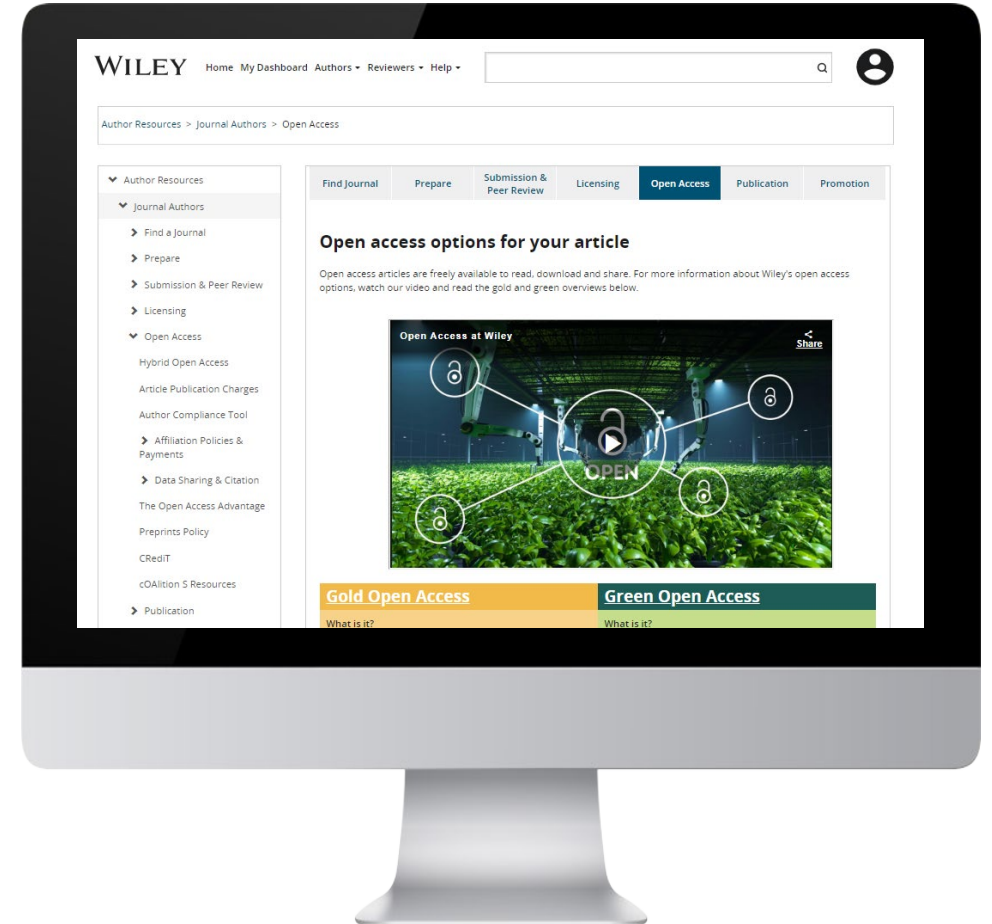 WILEY
Home My Dashboard Authors Reviewers Help
Author Resources > Journal Authors > Open Access
Author Resources
Journal Authors
Find a Journal
Prepare
Submission & Peer Review
Licensing
Open Access
Hybrid Open Access
Article Publication Charges
Author Compliance Tool
Affiliation Policies &
Payments
Data Sharing & Citation
The Open Access Advantage
Preprints Policy
CRediT
cOAlition S Resources
Publication
Find Journal
Prepare
Submission &
Peer Review
Licensing
Open Access
Publication
Promotion
Open access options for your article
Open access articles are freely available to read, download and share. For more information about Wiley's open access
options, watch our video and read the gold and green overviews below.
Open Access at Wiley
Share
OPEN
Gold Open Access
What is it?
Green Open Access
What is it?